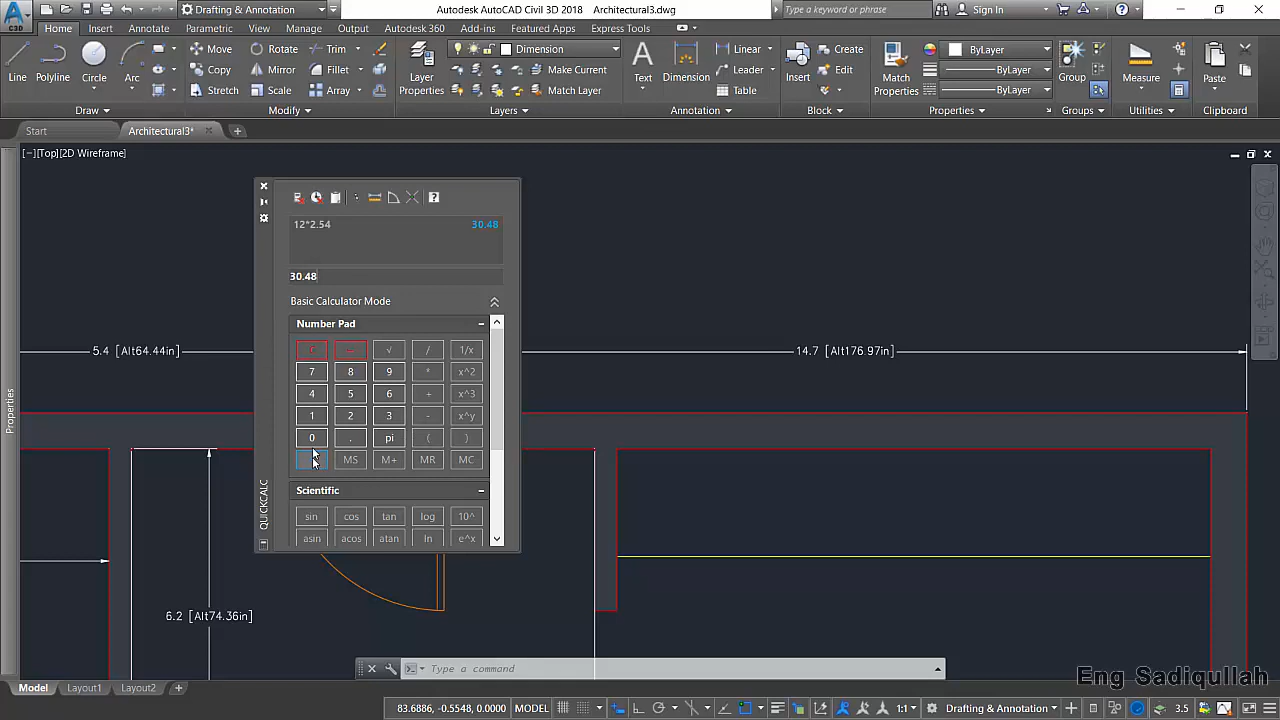 Drafting & Annotation
Autodesk AutoCAD Civil 3D 2018 Architectural3.dwg
Type a keyword or phrase
Sign In
C3D
Home Insert Annotate Parametric View Manage Output Autodesk 360 Add-ins Featured Apps Express Tools
Line Polyline Circle Arc
Move Rotate Trim
Copy Mirror Fillet
Stretch Scale Array
Layer Properties
Dimension
Make Current
Match Layer
Text Dimension
Linear
Leader
Table
Insert
Create
Edit
Match Properties
ByLayer
ByLayer
ByLayer
Group
Measure
Paste
Draw Modify Layers Annotation Block Properties Groups Utilities Clipboard
Start Architectural3*
[−][Top][2D Wireframe]
12*2.54 30.48
30.48
Basic Calculator Mode
Number Pad
C √ / 1/x
7 8 9 * x^2
4 5 6 + x^3
1 2 3 - x^y
0 . pi ( )
MS M+ MR MC
Scientific
sin cos tan log 10^
asin acos atan ln e^x
QUICKCALC
Properties
5.4 [Alt64.44in]
14.7 [Alt176.97in]
6.2 [Alt74.36in]
Type a command
Eng Sadiqullah
Model Layout1 Layout2
83.6886, -0.5548, 0.0000 MODEL 1:1 Drafting & Annotation 3.5